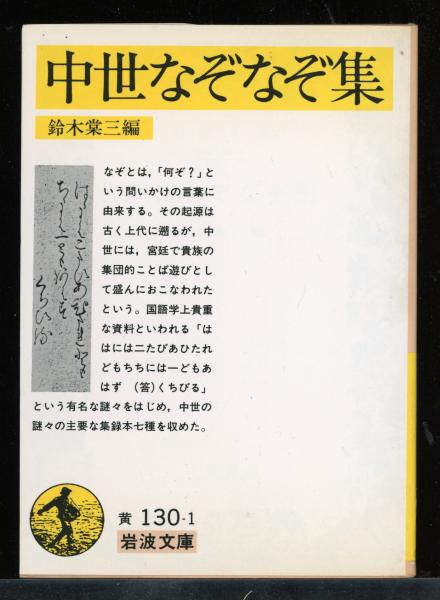 中世なぞなぞ集
鈴木棠三編
なぞとは,「何ぞ?」と
いう問いかけの言葉に
由来する。その起源は
古く上代に遡るが,中
世には,宮廷で貴族の
集団的ことば遊びとし
て盛んにおこなわれた
という。国語学上貴重
な資料といわれる「は
はには二たびあひたれ
どもちちには一どもあ
はず (答)くちびる」
という有名な謎々をはじめ,中世の
謎々の主要な集録本七種を収めた。
黄 130-1
岩波文庫